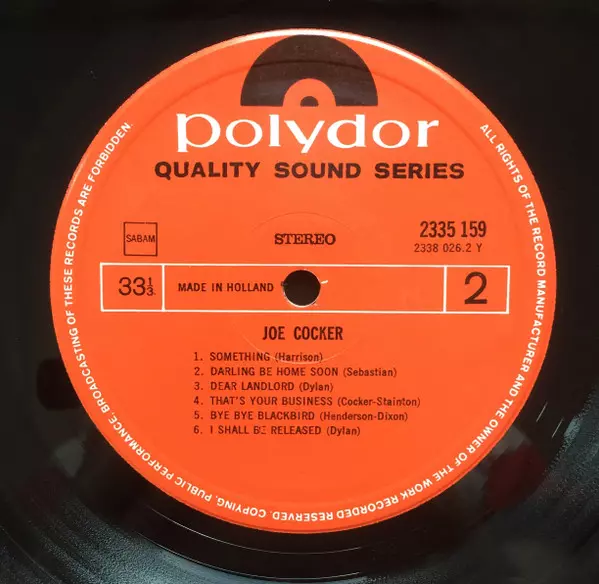 polydor
QUALITY SOUND SERIES
SABAM
STEREO
2335 159
2338 026.2 Y
33⅓
MADE IN HOLLAND
2
JOE COCKER
1. SOMETHING (Harrison)
2. DARLING BE HOME SOON (Sebastian)
3. DEAR LANDLORD (Dylan)
4. THAT'S YOUR BUSINESS (Cocker-Stainton)
5. BYE BYE BLACKBIRD (Henderson-Dixon)
6. I SHALL BE RELEASED (Dylan)
ALL RIGHTS OF THE RECORD MANUFACTURER AND THE OWNER OF THE WORK RECORDED RESERVED. COPYING, PUBLIC PERFORMANCE, BROADCASTING OF THESE RECORDS ARE FORBIDDEN.